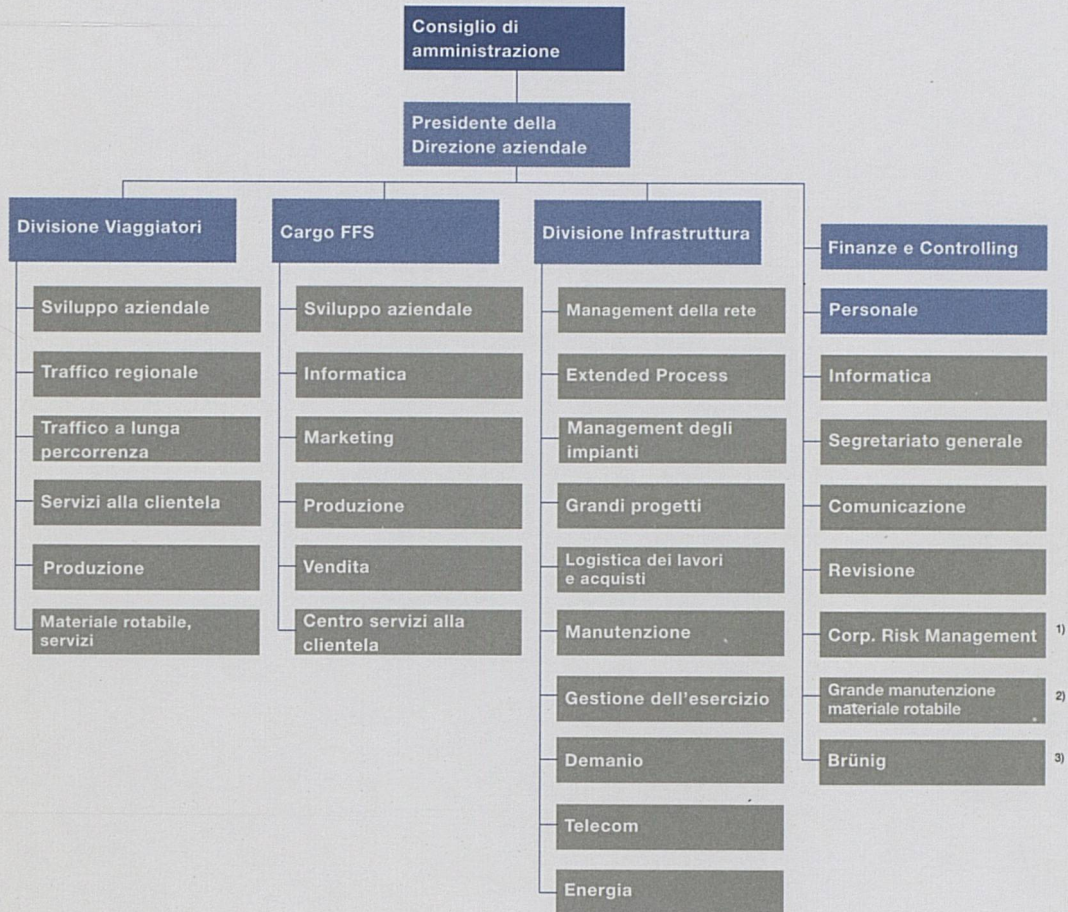 Consiglio di
amministrazione
Presidente della
Direzione aziendale
Divisione Viaggiatori
Sviluppo aziendale
Traffico regionale
Traffico a lunga
percorrenza
Servizi alla clientela
Produzione
Materiale rotabile,
servizi
Cargo FFS
Sviluppo aziendale
Informatica
Marketing
Produzione
Vendita
Centro servizi alla
clientela
Divisione Infrastruttura
Management della rete
Extended Process
Management degli
impianti
Grandi progetti
Logistica dei lavori
e acquisti
Manutenzione
Gestione dell'esercizio
Demanio
Telecom
Energia
Finanze e Controlling
Personale
Informatica
Segretariato generale
Comunicazione
Revisione
Corp. Risk Management 1)
Grande manutenzione
materiale rotabile 2)
Brünig 3)